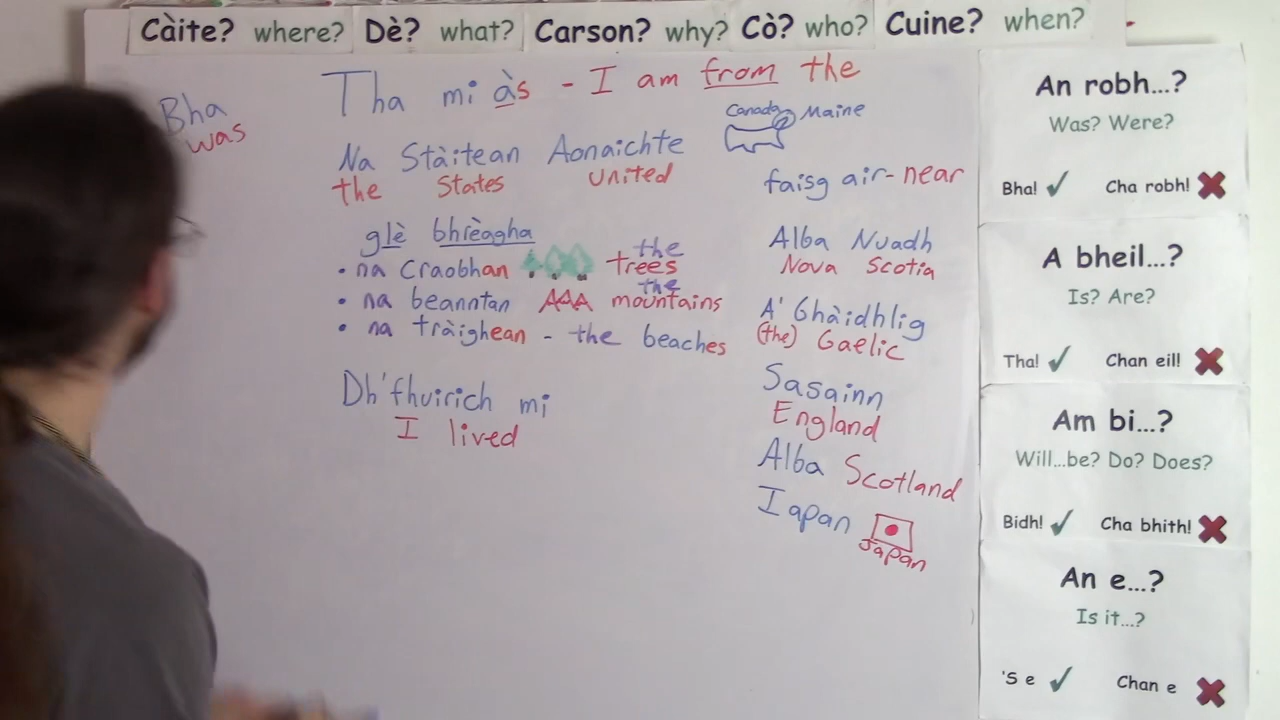 Càite? where? Dè? what? Carson? why? Cò? who? Cuine? when?
Bha
was
Tha mi às - I am from the
Na Stàitean Aonaichte
the States United
glè bhrèagha
• na Craobhan the trees
• na beanntan the mountains
• na tràighean - the beaches
Dh'fhuirich mi
I lived
Canada Maine
faisg air - near
Alba Nuadh
Nova Scotia
A' Ghàidhlig
(the) Gaelic
Sasainn
England
Alba Scotland
Iapan
Japan
An robh...?
Was? Were?
Bha! Cha robh!
A bheil...?
Is? Are?
Tha! Chan eil!
Am bi...?
Will...be? Do? Does?
Bidh! Cha bhith!
An e...?
Is it...?
'S e Chan e